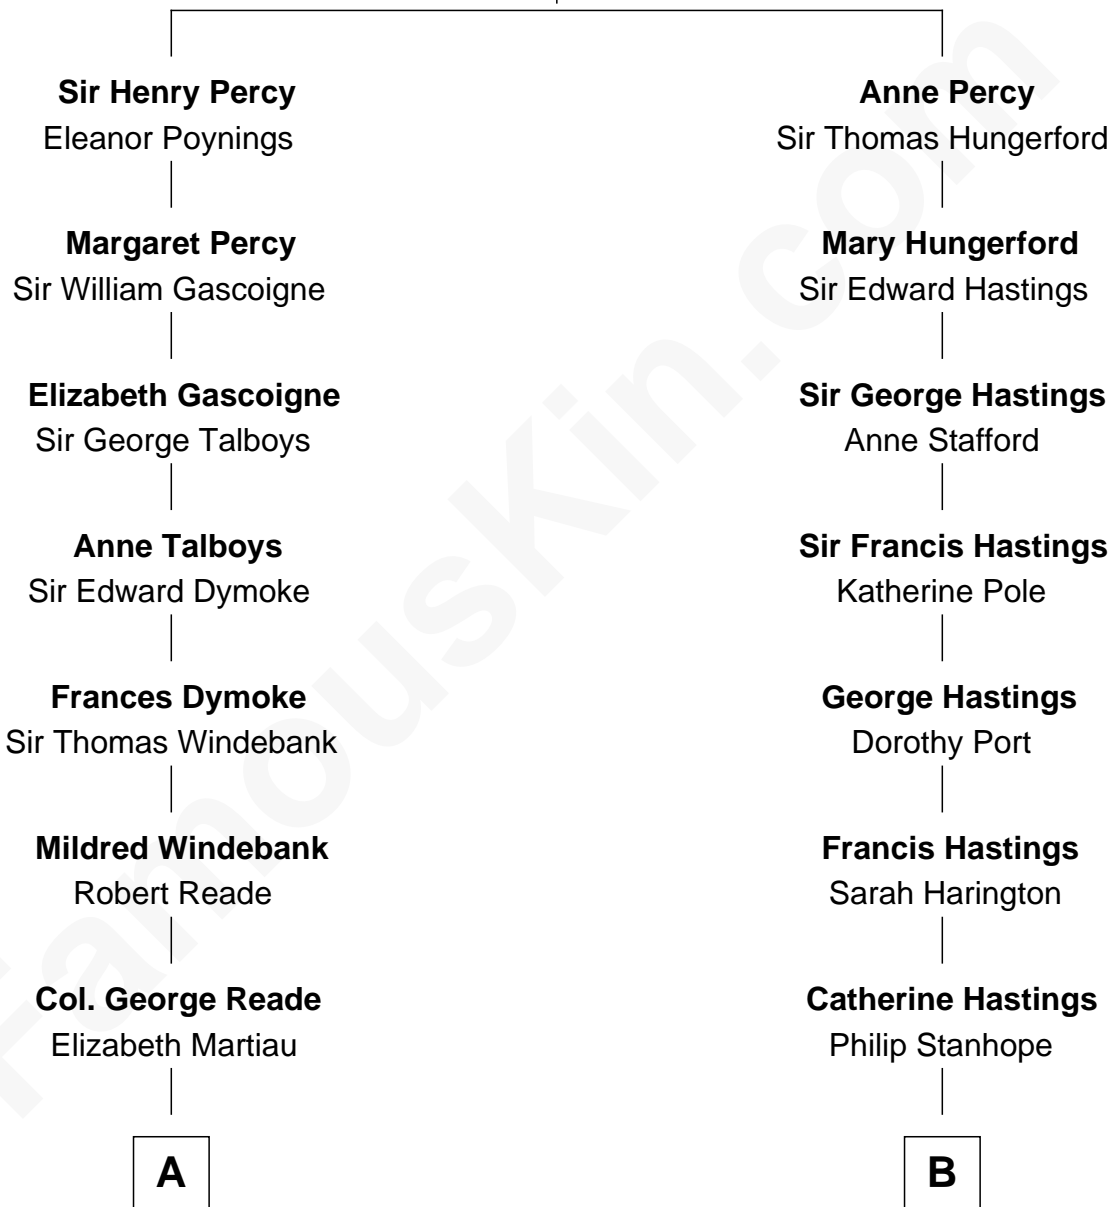 Sir Henry Percy
Eleanor Poynings
Margaret Percy
Sir William Gascoigne
Elizabeth Gascoigne
Sir George Talboys
Anne Talboys
Sir Edward Dymoke
Frances Dymoke
Sir Thomas Windebank
Mildred Windebank
Robert Reade
Col. George Reade
Elizabeth Martiau
A
Anne Percy
Sir Thomas Hungerford
Mary Hungerford
Sir Edward Hastings
Sir George Hastings
Anne Stafford
Sir Francis Hastings
Katherine Pole
George Hastings
Dorothy Port
Francis Hastings
Sarah Harington
Catherine Hastings
Philip Stanhope
B
FamousKin.com